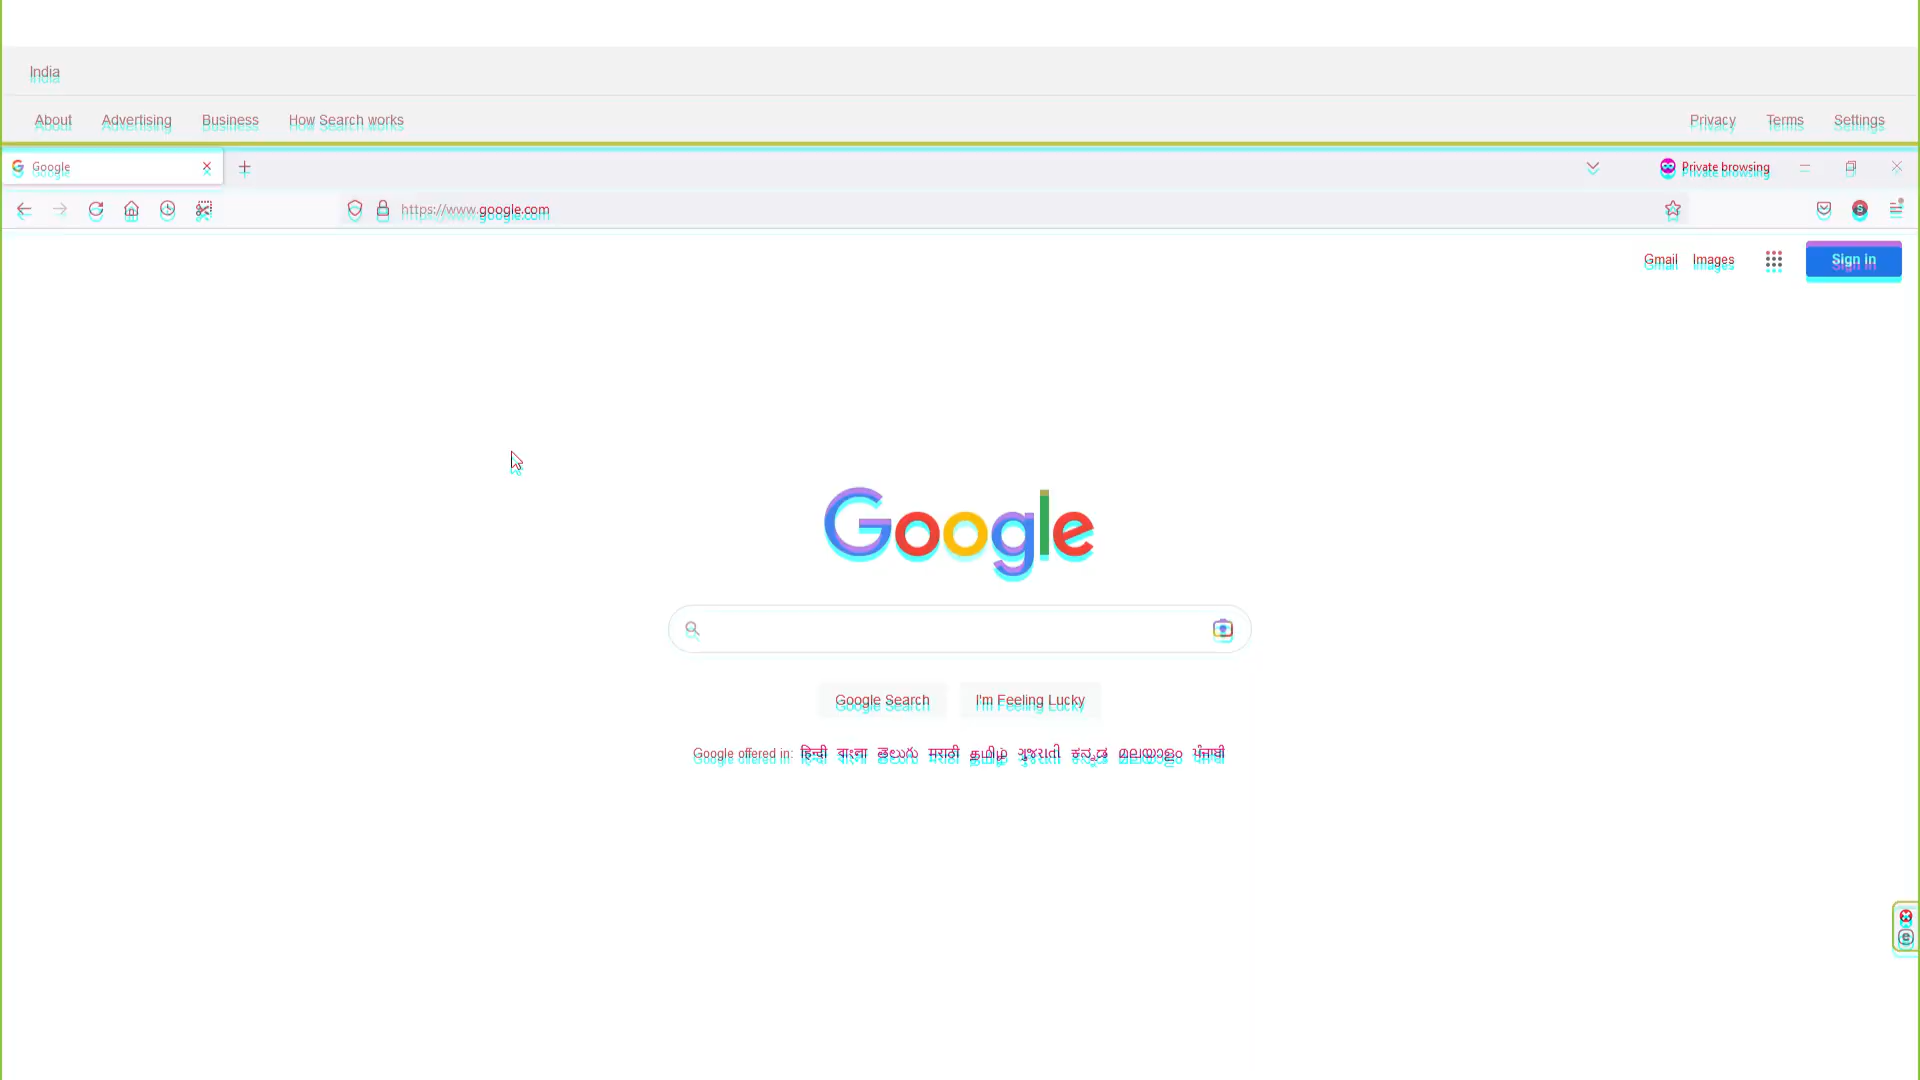 India
About Advertising Business How Search works Privacy Terms Settings
Google Private browsing
https://www.google.com
Gmail Images Sign in
Google
Google Search I'm Feeling Lucky
Google offered in: हिन्दी বাংলা తెలుగు मराठी தமிழ் ગુજરાતી ಕನ್ನಡ മലയാളം ਪੰਜਾਬੀ